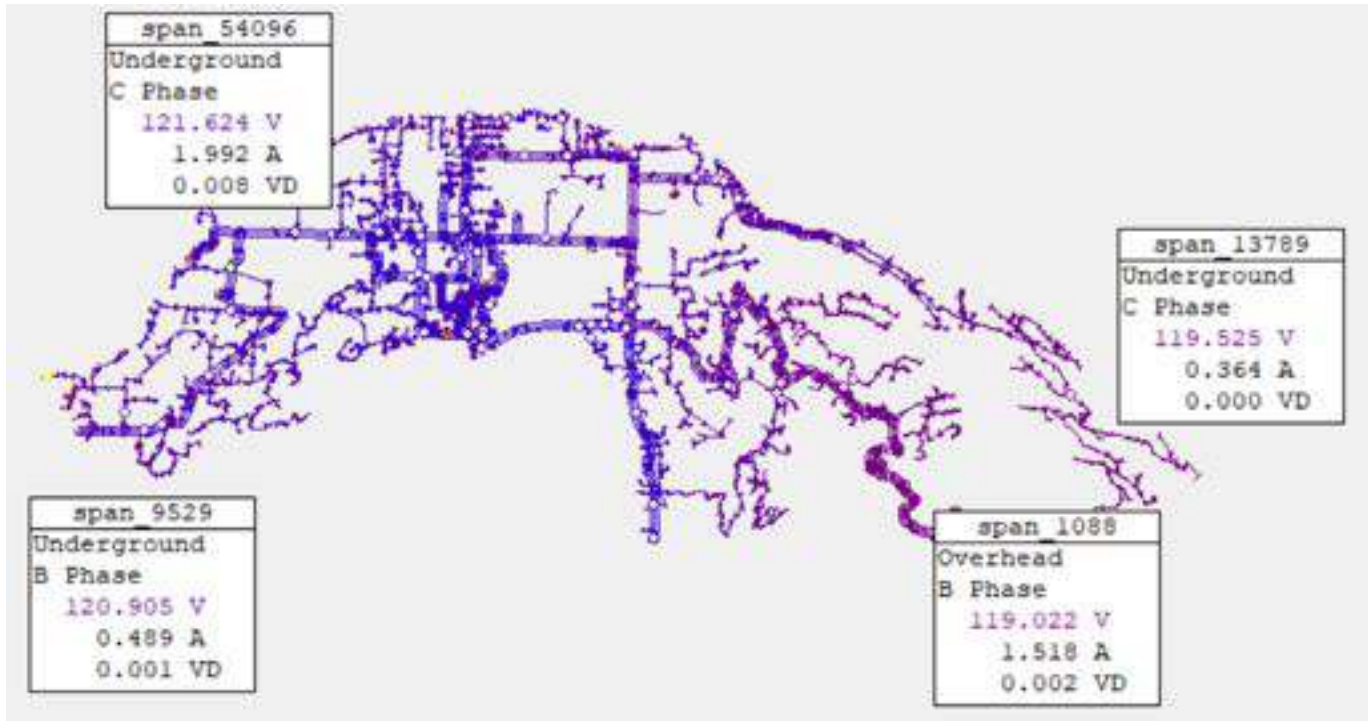 span_54096
Underground
C Phase
121.624 V
1.992 A
0.008 VD
span_13789
Underground
C Phase
119.525 V
0.364 A
0.000 VD
span_9529
Underground
B Phase
120.905 V
0.489 A
0.001 VD
span_1088
Overhead
B Phase
119.022 V
1.518 A
0.002 VD